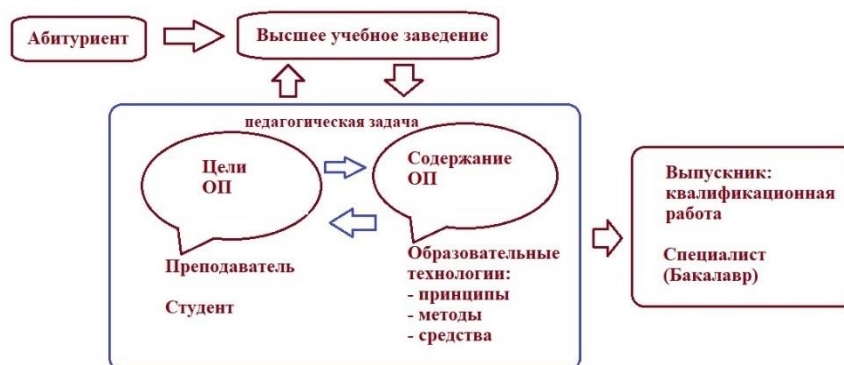 Абитуриент
Высшее учебное заведение
педагогическая задача
Цели
ОП
Содержание
ОП
Преподаватель
Студент
Образовательные
технологии:
- принципы
- методы
- средства
Выпускник:
квалификационная
работа
Специалист
(Бакалавр)